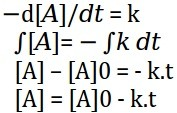 −d[A]/dt = k
∫[A]= − ∫k dt
[A] − [A]0 = - k.t
[A] = [A]0 - k.t